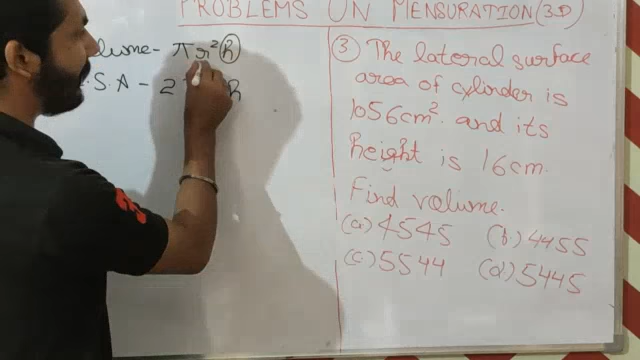 PROBLEMS ON MENSURATION (3D)
olume - πr²h
.S.A - 2 h
③ The lateral surface
area of cylinder is
1056cm². and its
height is 16cm.
Find volume.
(a) 4545 (b) 4455
(c) 5544 (d) 5445